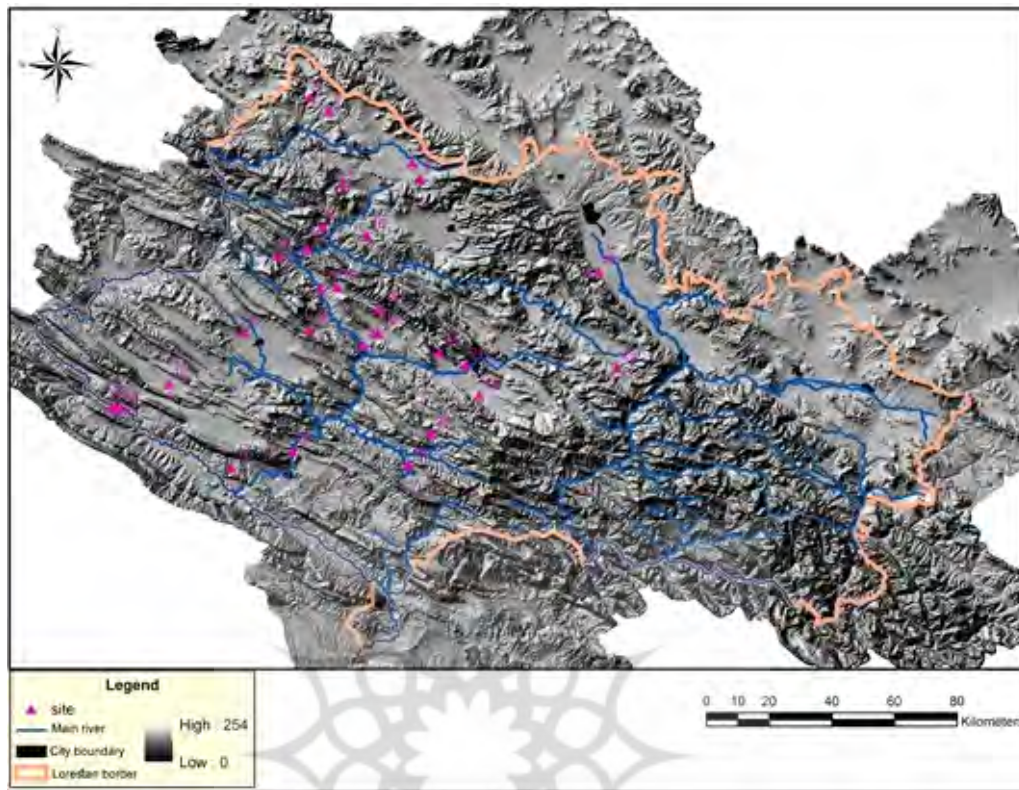 Legend
site
Main river
City boundary
Lorestan border
High : 254
Low : 0
0 10 20 40 60 80
Kilometers